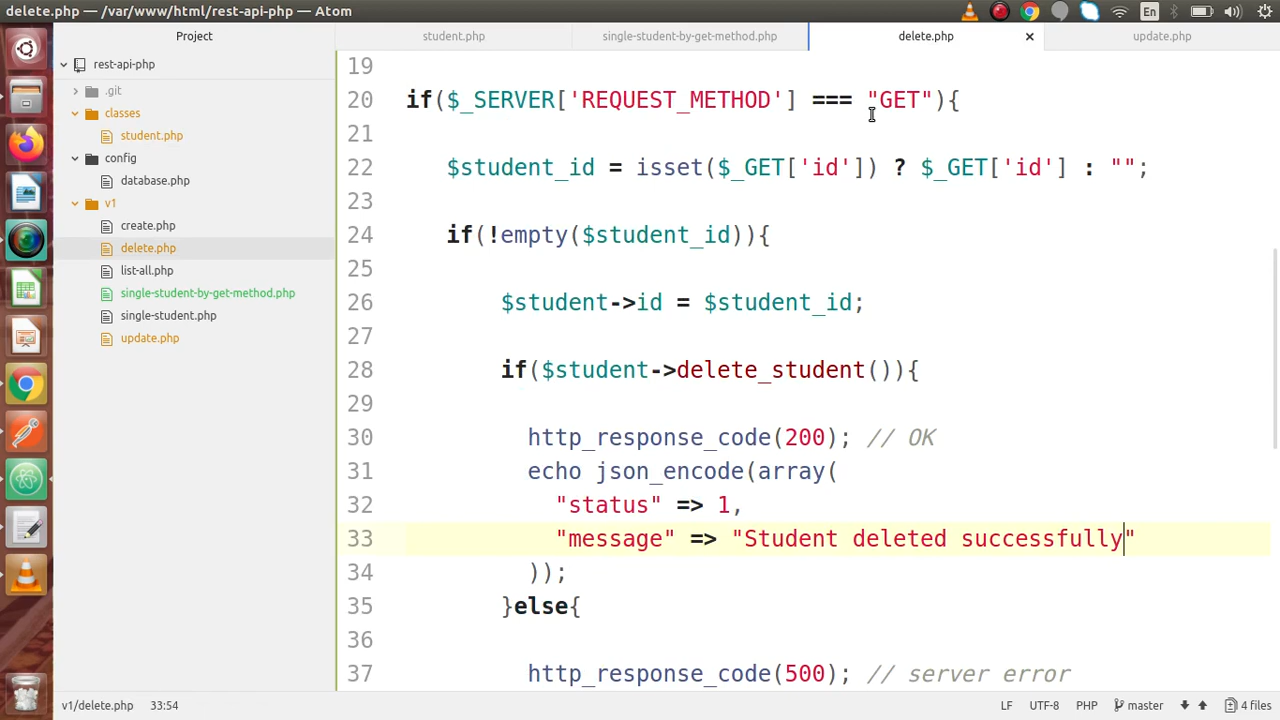 delete.php — /var/www/html/rest-api-php — Atom
En
Project
student.php
single-student-by-get-method.php
delete.php
update.php
rest-api-php
.git
classes
student.php
config
database.php
v1
create.php
delete.php
list-all.php
single-student-by-get-method.php
single-student.php
update.php
19
20 if($_SERVER['REQUEST_METHOD'] === "GET"){
21
22 $student_id = isset($_GET['id']) ? $_GET['id'] : "";
23
24 if(!empty($student_id)){
25
26 $student->id = $student_id;
27
28 if($student->delete_student()){
29
30 http_response_code(200); // OK
31 echo json_encode(array(
32 "status" => 1,
33 "message" => "Student deleted successfully"
34 ));
35 }else{
36
37 http_response_code(500); // server error
v1/delete.php 33:54 LF UTF-8 PHP master 4 files